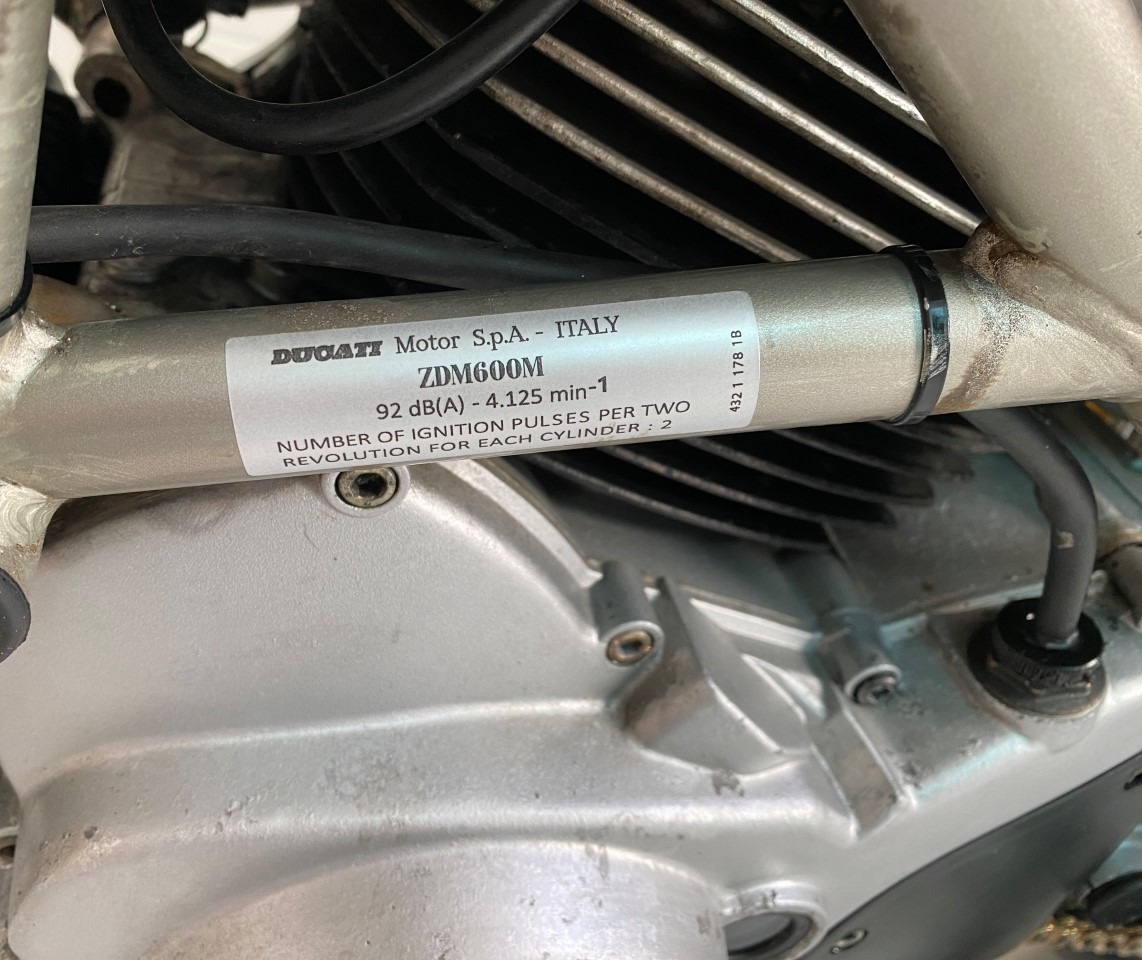 DUCATI Motor S.p.A. - ITALY
ZDM600M
92 dB(A) - 4.125 min-1
NUMBER OF IGNITION PULSES PER TWO
REVOLUTION FOR EACH CYLINDER : 2
432 1 178 1B